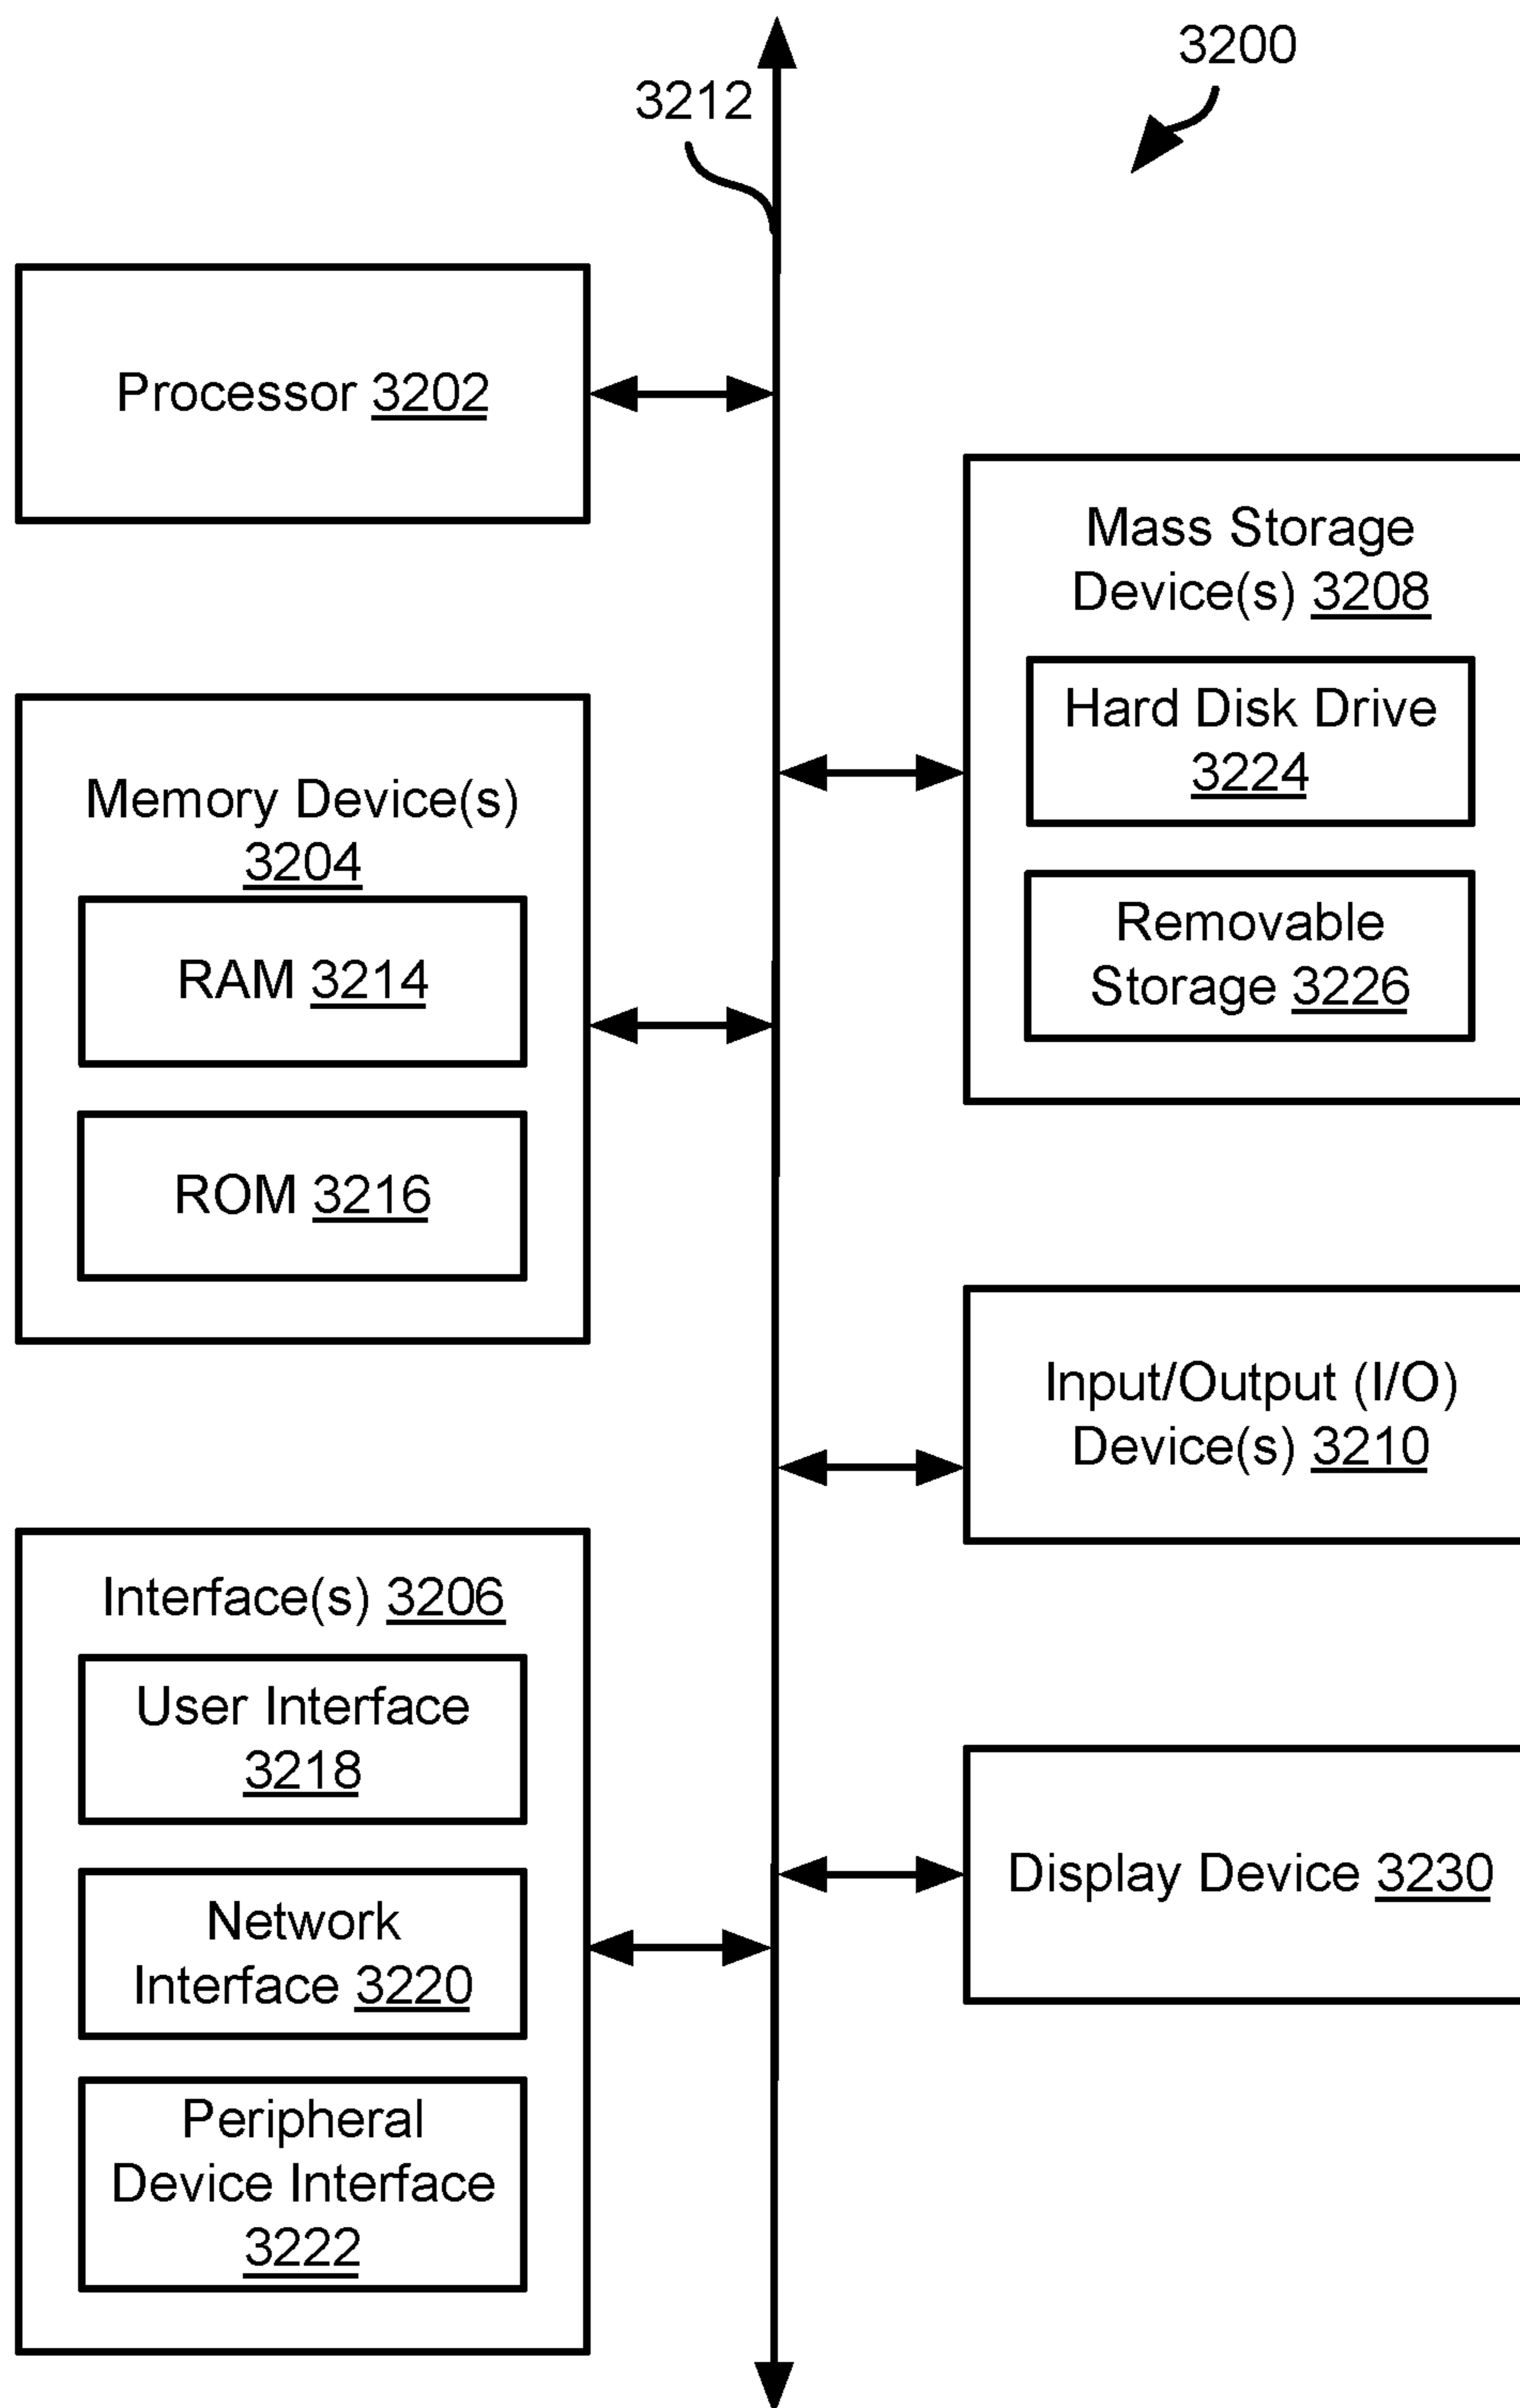 3200
3212
Processor 3202
Mass Storage
Device(s) 3208
Hard Disk Drive
3224
Removable
Storage 3226
Memory Device(s)
3204
RAM 3214
ROM 3216
Input/Output (I/O)
Device(s) 3210
Interface(s) 3206
User Interface
3218
Network
Interface 3220
Peripheral
Device Interface
3222
Display Device 3230